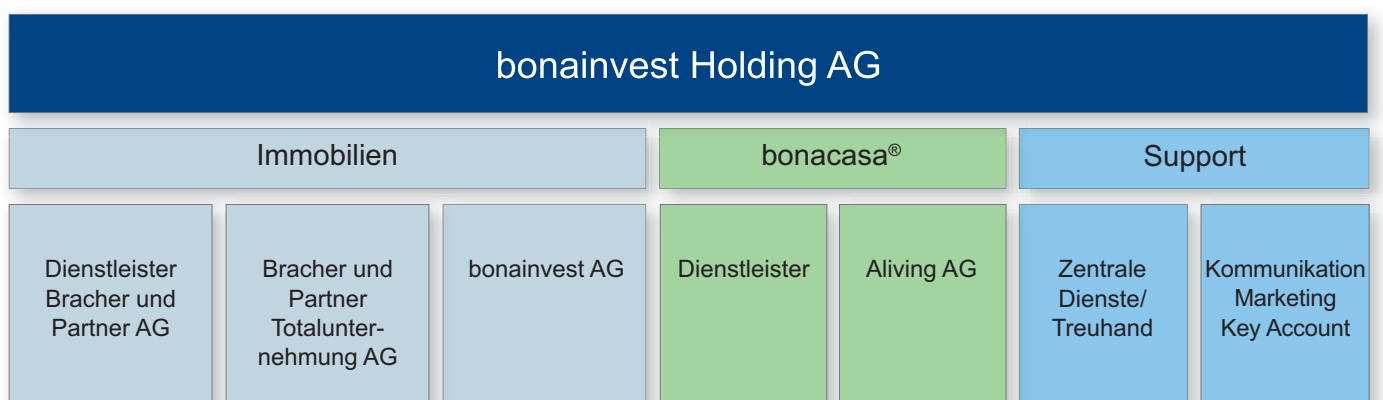 bonainvest Holding AG
Immobilien
bonacasa®
Support
Dienstleister
Bracher und
Partner AG
Bracher und
Partner
Totalunter-
nehmung AG
bonainvest AG
Dienstleister
Aliving AG
Zentrale
Dienste/
Treuhand
Kommunikation
Marketing
Key Account